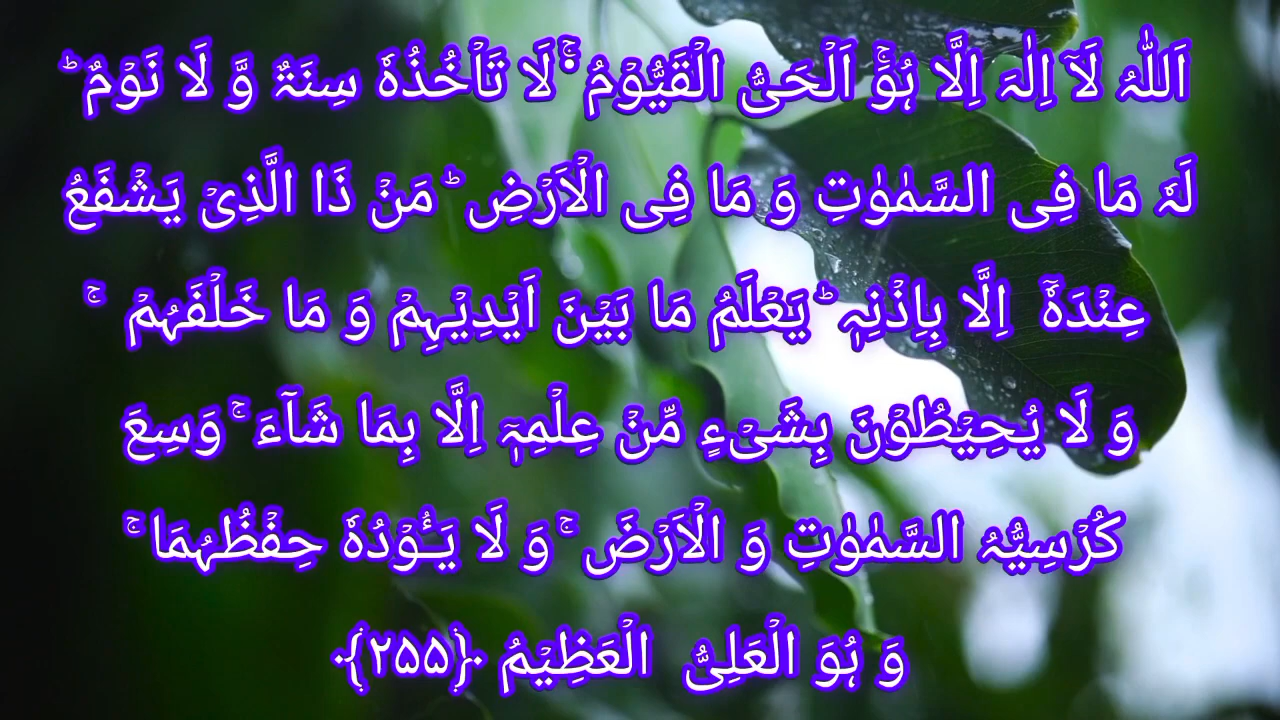 اَللّٰہُ لَاۤ اِلٰہَ اِلَّا ہُوَۚ اَلۡحَیُّ الۡقَیُّوۡمُ ۬ۚ لَا تَاۡخُذُہٗ سِنَۃٌ وَّ لَا نَوۡمٌ ؕ
لَہٗ مَا فِی السَّمٰوٰتِ وَ مَا فِی الۡاَرۡضِ ؕ مَنۡ ذَا الَّذِیۡ یَشۡفَعُ
عِنۡدَہٗۤ اِلَّا بِاِذۡنِہٖ ؕ یَعۡلَمُ مَا بَیۡنَ اَیۡدِیۡہِمۡ وَ مَا خَلۡفَہُمۡ ۚ
وَ لَا یُحِیۡطُوۡنَ بِشَیۡءٍ مِّنۡ عِلۡمِہٖۤ اِلَّا بِمَا شَآءَ ۚ وَسِعَ
کُرۡسِیُّہُ السَّمٰوٰتِ وَ الۡاَرۡضَ ۚ وَ لَا یَـُٔوۡدُہٗ حِفۡظُہُمَا ۚ
وَ ہُوَ الۡعَلِیُّ الۡعَظِیۡمُ ﴿۲۵۵﴾